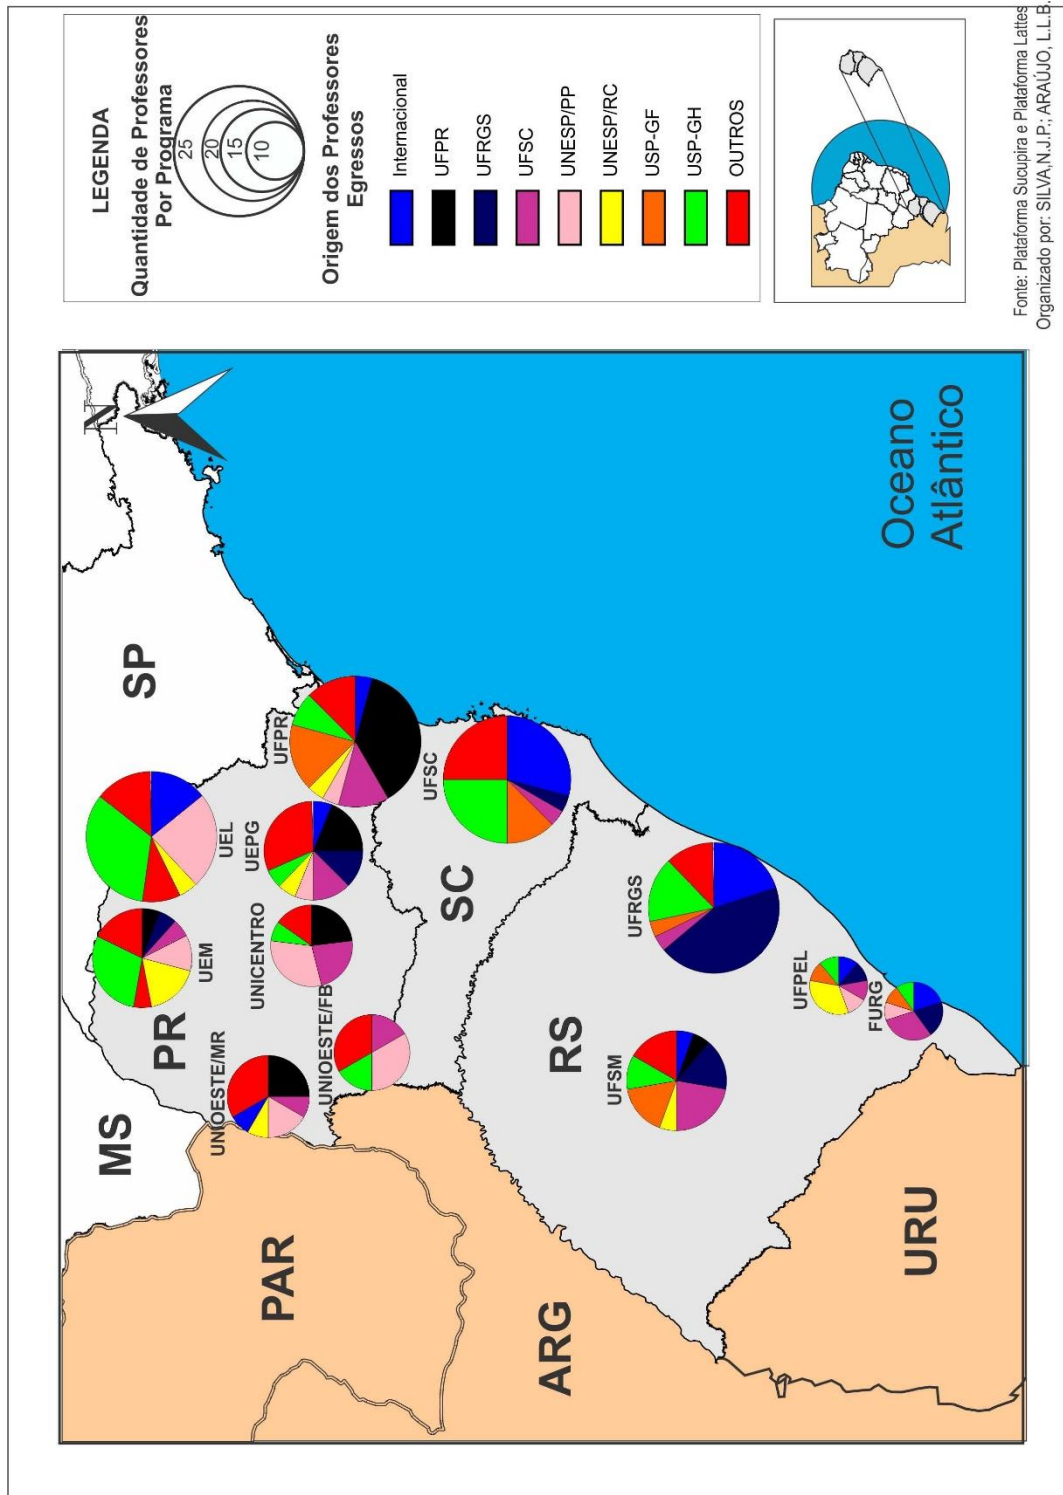 LEGENDA
Quantidade de Professores
Por Programa
25
20
15
10
Origem dos Professores
Egressos
Internacional
UFPR
UFRGS
UFSC
UNESP/PP
UNESP/RC
USP-GF
USP-GH
OUTROS
N
SP
MS
PR
SC
RS
PAR
ARG
URU
Oceano
Atlântico
UEL
UEM
UFPR
UEPG
UNICENTRO
UNIOESTE/MR
UNIOESTE/FB
UFSC
UFRGS
UFSM
UFPEL
FURG
Fonte: Plataforma Sucupira e Plataforma Lattes
Organizado por: SILVA,N.J.P.; ARAÚJO, L.L.B.